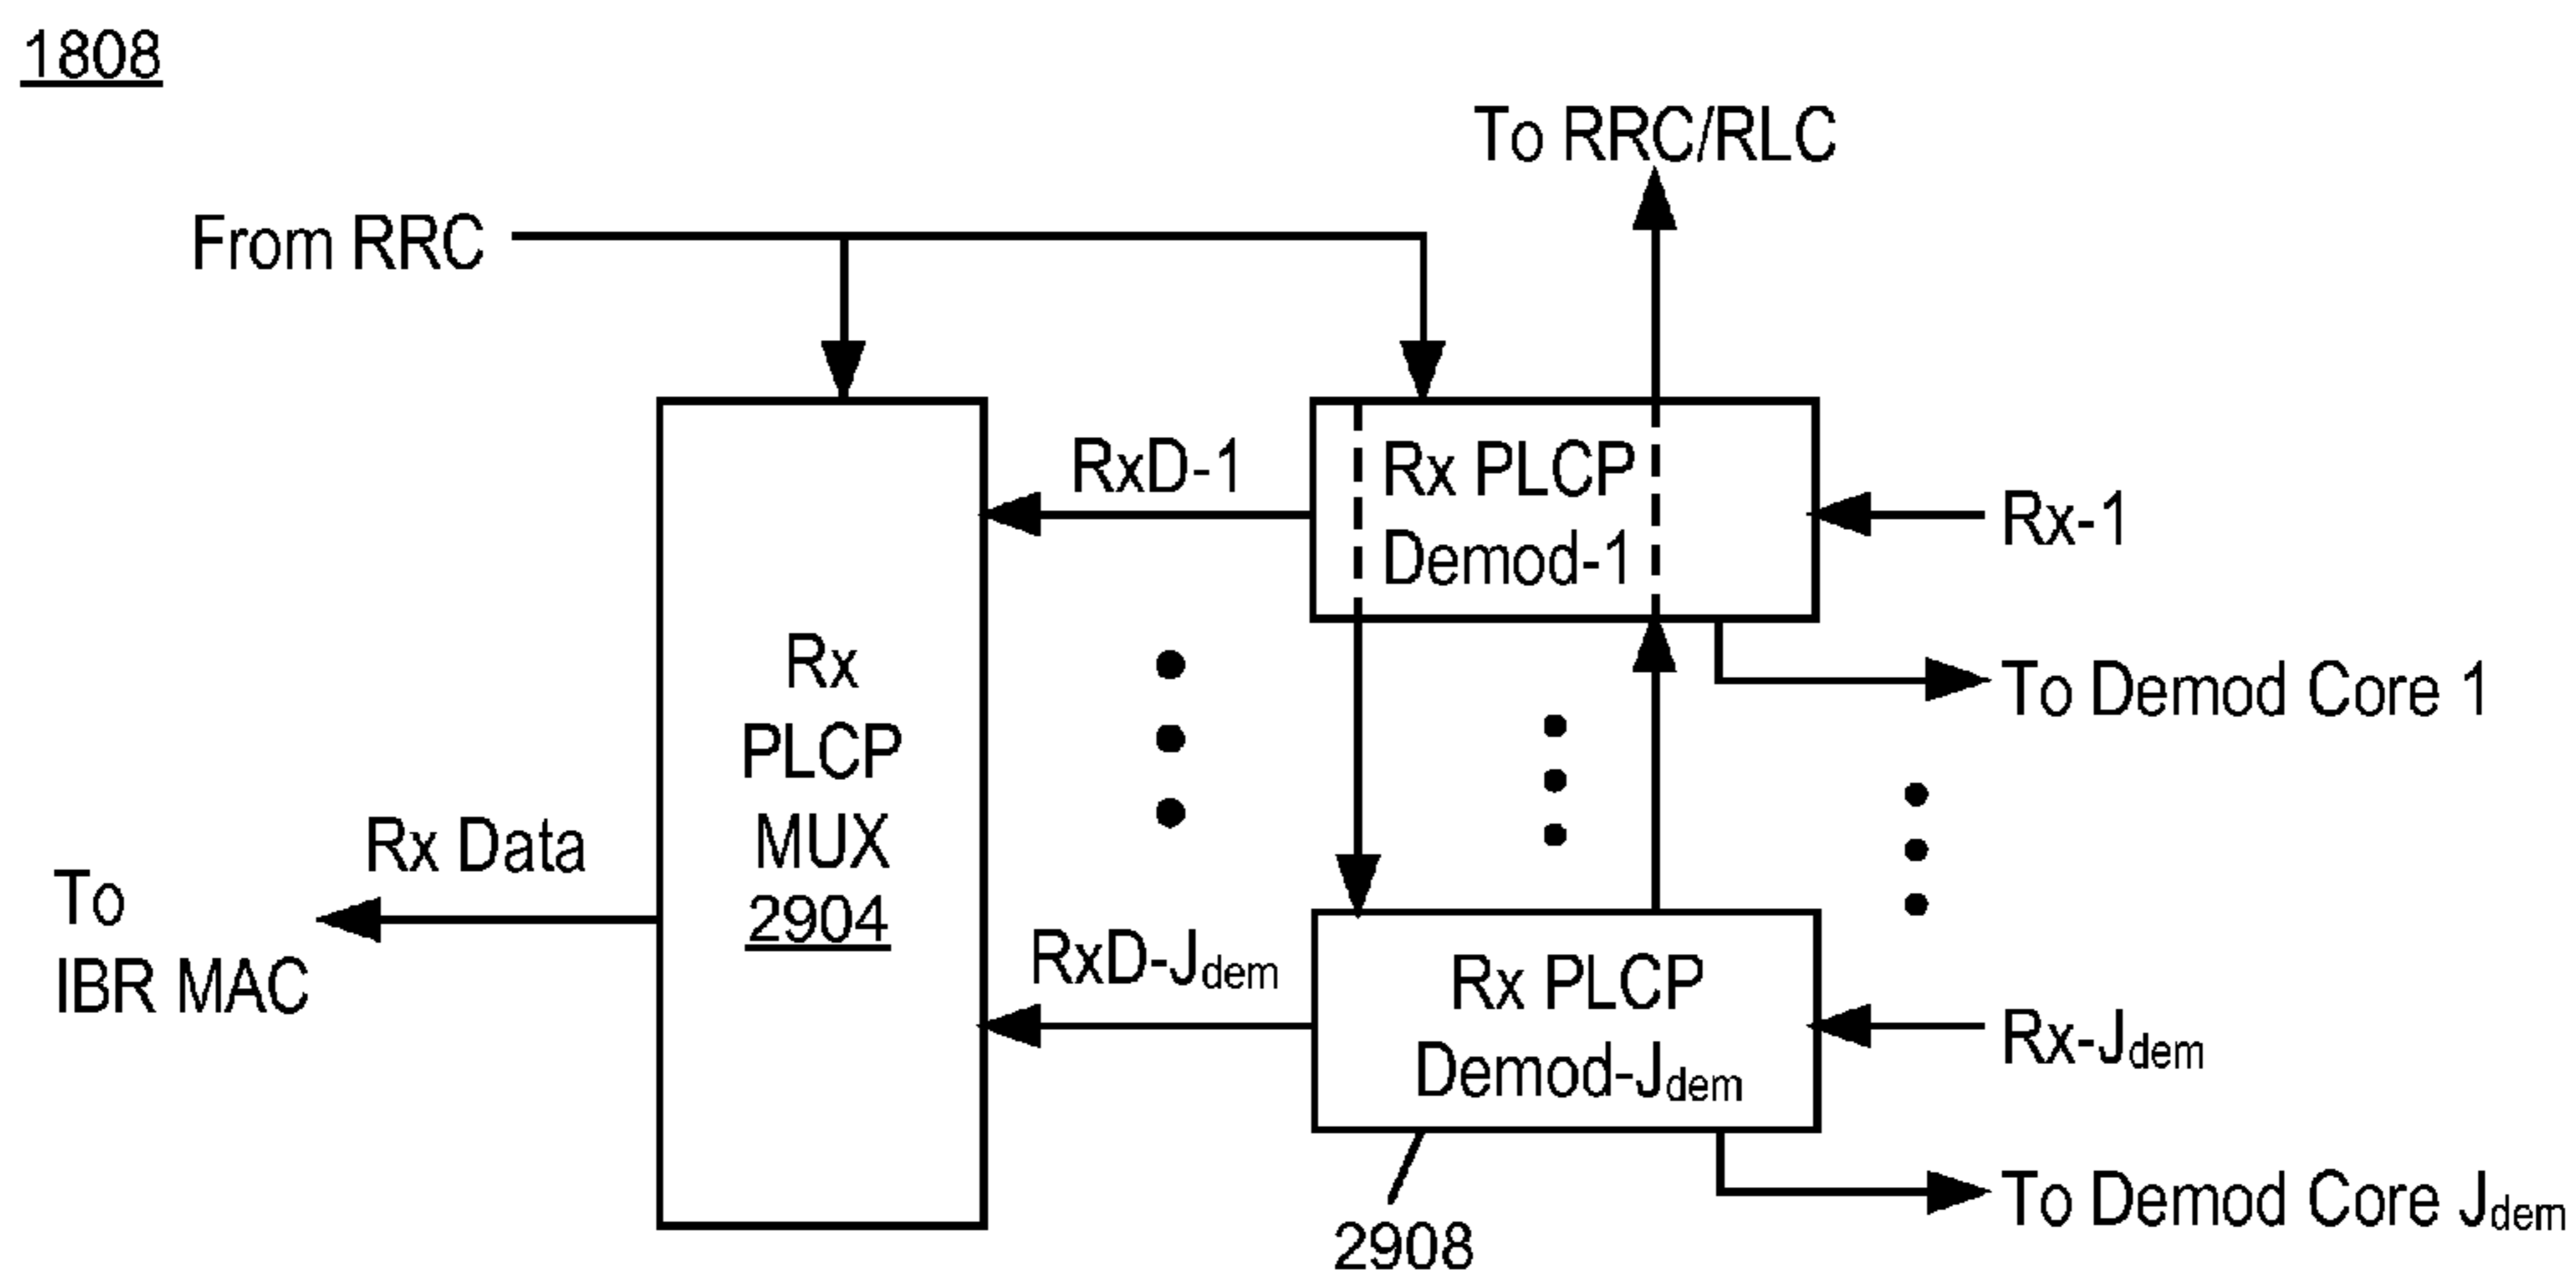 1808
To RRC/RLC
From RRC
RxD-1
Rx PLCP
Demod-1
Rx-1
To Demod Core 1
Rx
PLCP
MUX
2904
Rx Data
To
IBR MAC
RxD-Jdem
Rx PLCP
Demod-Jdem
Rx-Jdem
To Demod Core Jdem
2908